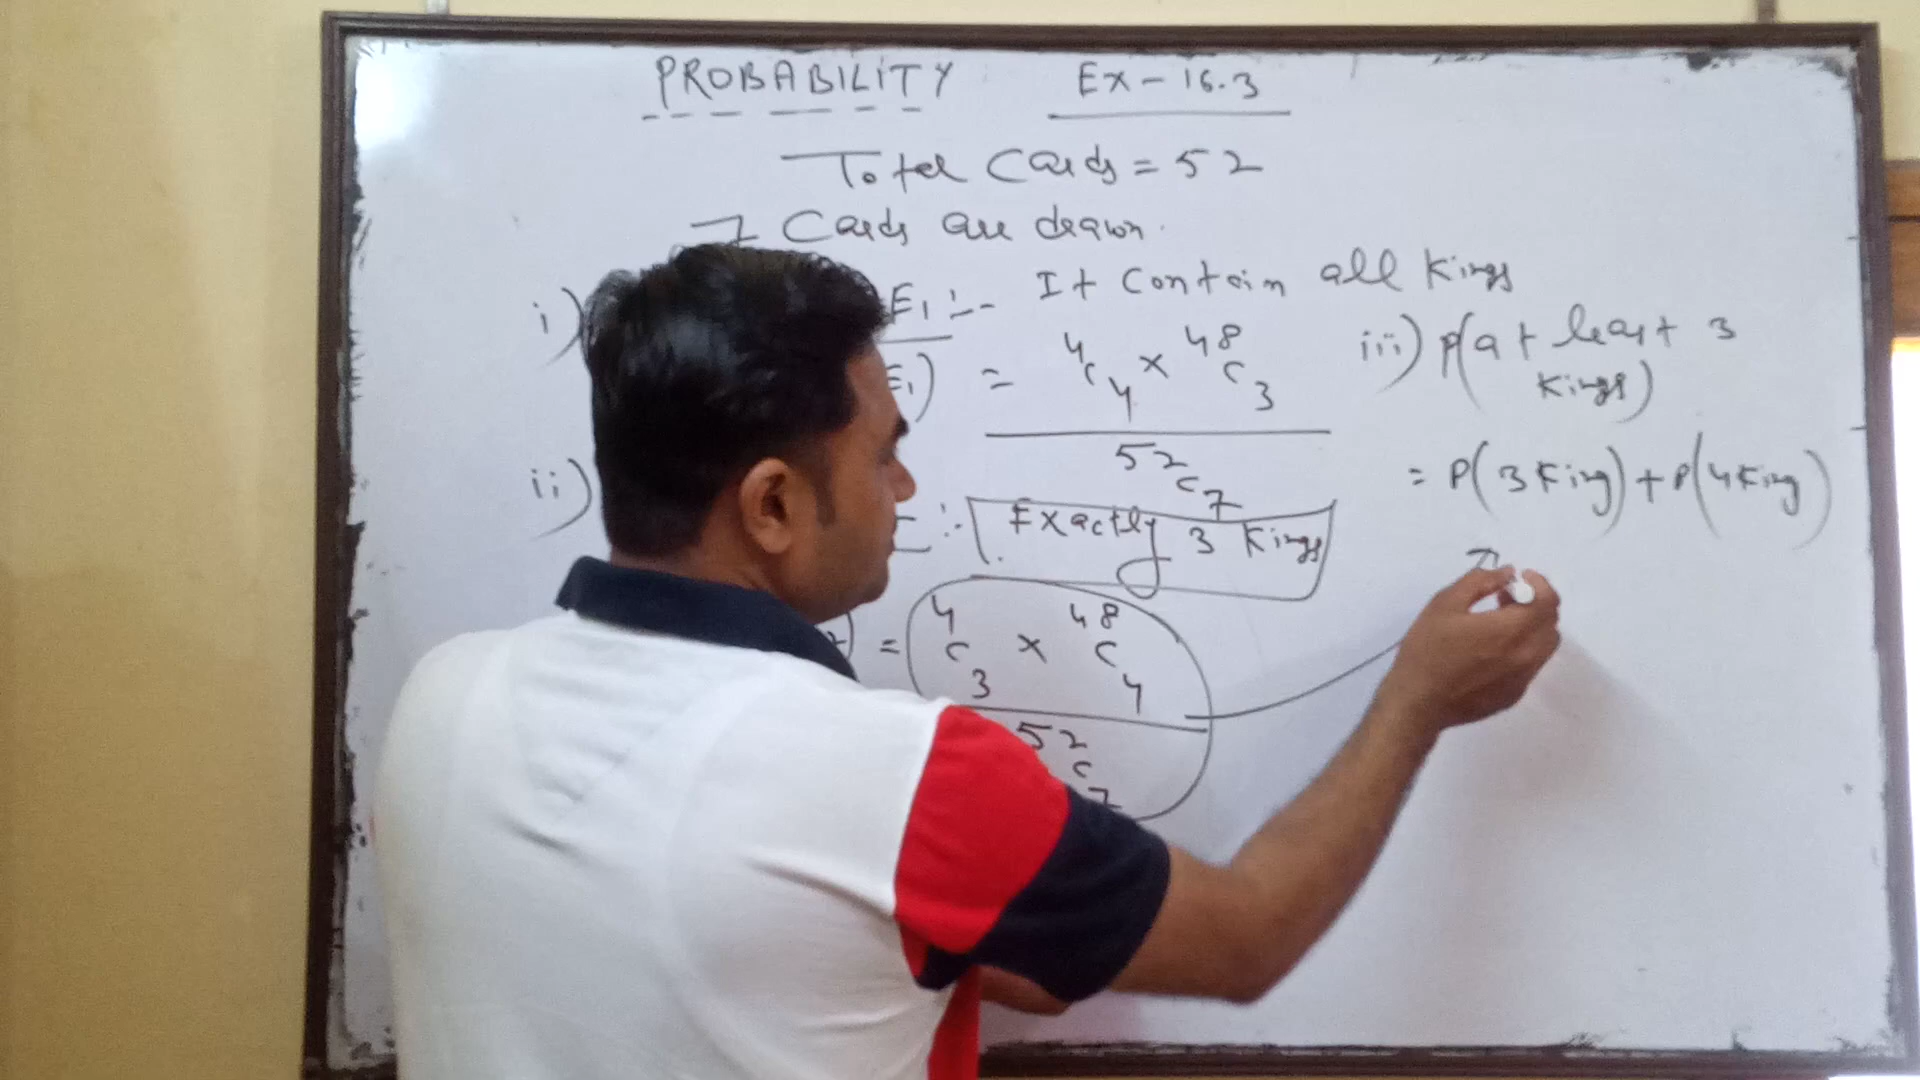 PROBABILITY Ex-16.3
Total Cards = 52
7 Cards are drawn.
i) E₁ :- It Contain all Kings
E₁) = ⁴C₄ × ⁴⁸C₃
⁵²C₇
ii) :- Exactly 3 Kings
= ⁴C₃ × ⁴⁸C₄
⁵²C₇
iii) P(at least 3
Kings)
= P(3 King) + P(4 King)